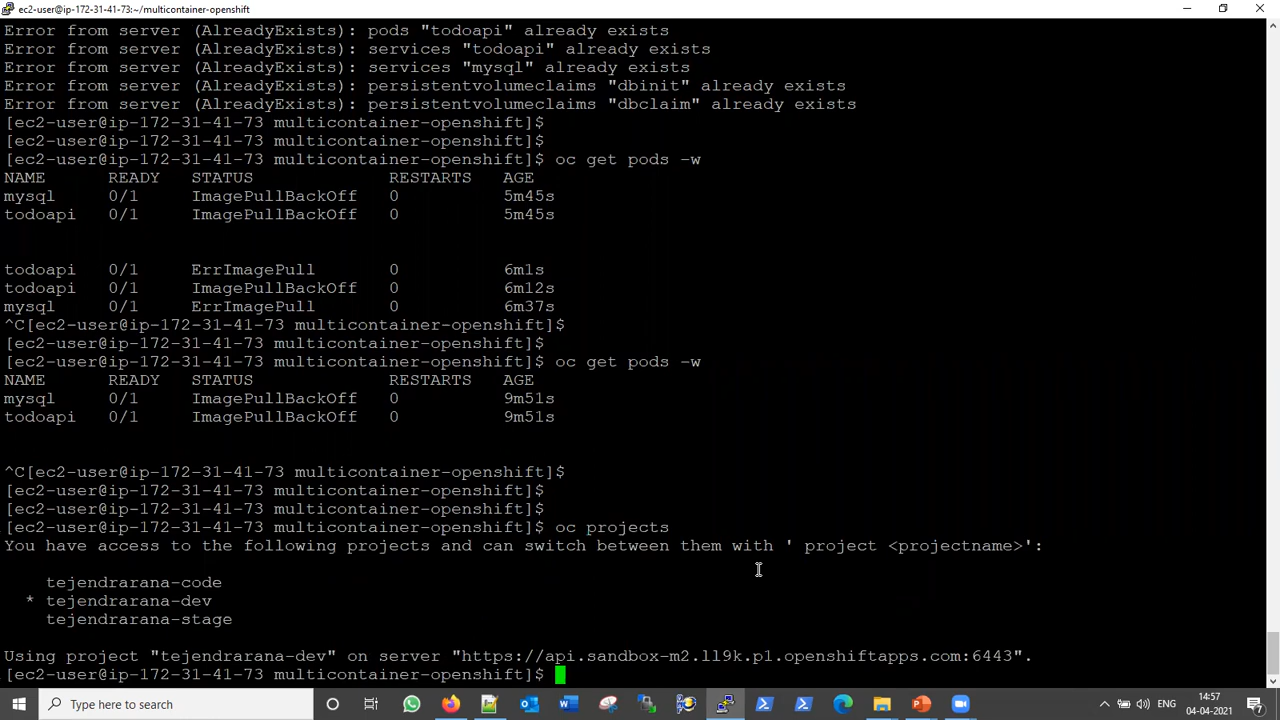 ec2-user@ip-172-31-41-73:~/multicontainer-openshift
Error from server (AlreadyExists): pods "todoapi" already exists
Error from server (AlreadyExists): services "todoapi" already exists
Error from server (AlreadyExists): services "mysql" already exists
Error from server (AlreadyExists): persistentvolumeclaims "dbinit" already exists
Error from server (AlreadyExists): persistentvolumeclaims "dbclaim" already exists
[ec2-user@ip-172-31-41-73 multicontainer-openshift]$
[ec2-user@ip-172-31-41-73 multicontainer-openshift]$
[ec2-user@ip-172-31-41-73 multicontainer-openshift]$ oc get pods -w
NAME READY STATUS RESTARTS AGE
mysql 0/1 ImagePullBackOff 0 5m45s
todoapi 0/1 ImagePullBackOff 0 5m45s
todoapi 0/1 ErrImagePull 0 6m1s
todoapi 0/1 ImagePullBackOff 0 6m12s
mysql 0/1 ErrImagePull 0 6m37s
^C[ec2-user@ip-172-31-41-73 multicontainer-openshift]$
[ec2-user@ip-172-31-41-73 multicontainer-openshift]$
[ec2-user@ip-172-31-41-73 multicontainer-openshift]$ oc get pods -w
NAME READY STATUS RESTARTS AGE
mysql 0/1 ImagePullBackOff 0 9m51s
todoapi 0/1 ImagePullBackOff 0 9m51s
^C[ec2-user@ip-172-31-41-73 multicontainer-openshift]$
[ec2-user@ip-172-31-41-73 multicontainer-openshift]$
[ec2-user@ip-172-31-41-73 multicontainer-openshift]$
[ec2-user@ip-172-31-41-73 multicontainer-openshift]$ oc projects
You have access to the following projects and can switch between them with ' project <projectname>':
tejendrarana-code
* tejendrarana-dev
tejendrarana-stage
Using project "tejendrarana-dev" on server "https://api.sandbox-m2.ll9k.p1.openshiftapps.com:6443".
[ec2-user@ip-172-31-41-73 multicontainer-openshift]$
Type here to search
ENG
14:57
04-04-2021